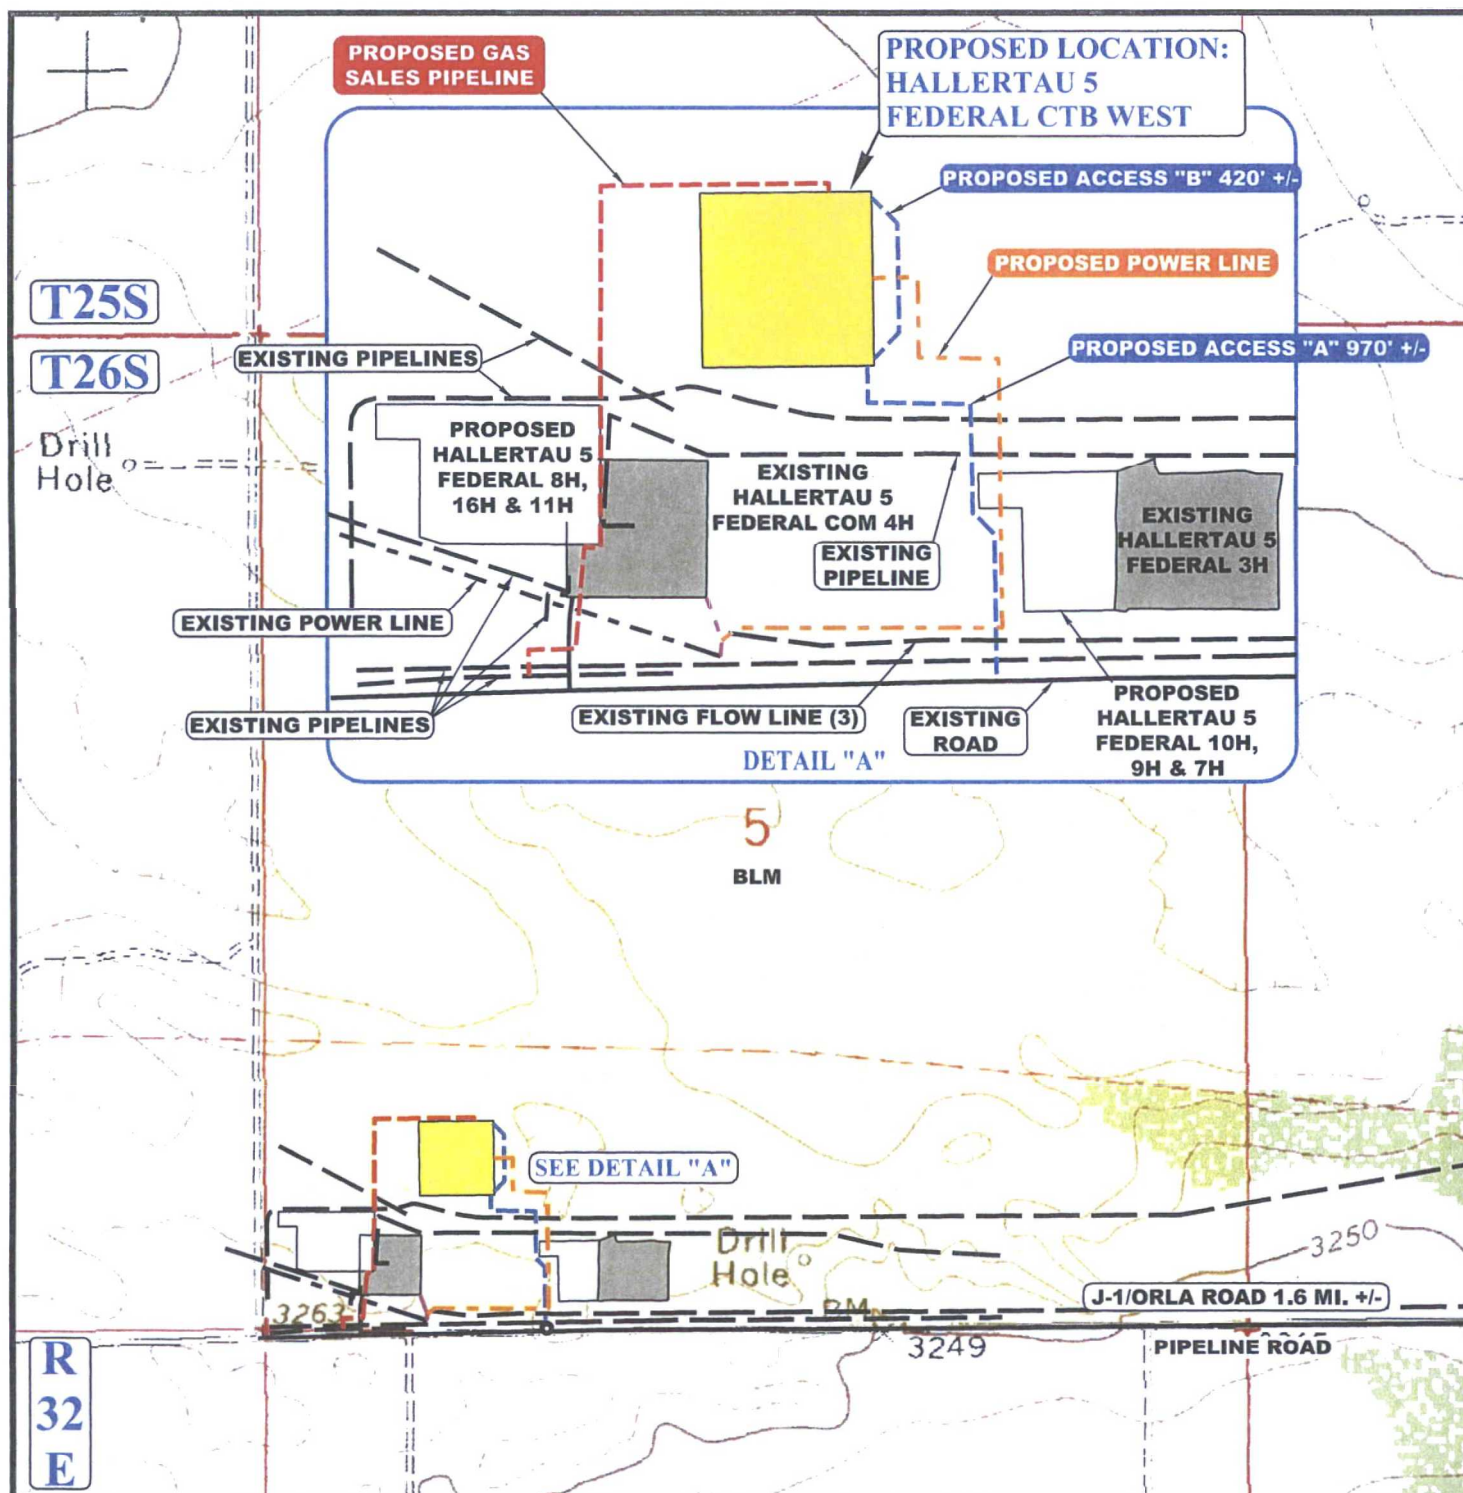 PROPOSED GAS
SALES PIPELINE
PROPOSED LOCATION:
HALLERTAU 5
FEDERAL CTB WEST
PROPOSED ACCESS "B" 420' +/-
PROPOSED POWER LINE
T25S
T26S
EXISTING PIPELINES
PROPOSED ACCESS "A" 970' +/-
Drill
Hole
PROPOSED
HALLERTAU 5
FEDERAL 8H,
16H & 11H
EXISTING
HALLERTAU 5
FEDERAL COM 4H
EXISTING
PIPELINE
EXISTING
HALLERTAU 5
FEDERAL 3H
EXISTING POWER LINE
EXISTING PIPELINES
EXISTING FLOW LINE (3)
EXISTING
ROAD
PROPOSED
HALLERTAU 5
FEDERAL 10H,
9H & 7H
DETAIL "A"
5
BLM
SEE DETAIL "A"
Drill
Hole
3250
3263
BM
J-1/ORLA ROAD 1.6 MI. +/-
3249
PIPELINE ROAD
R
32
E